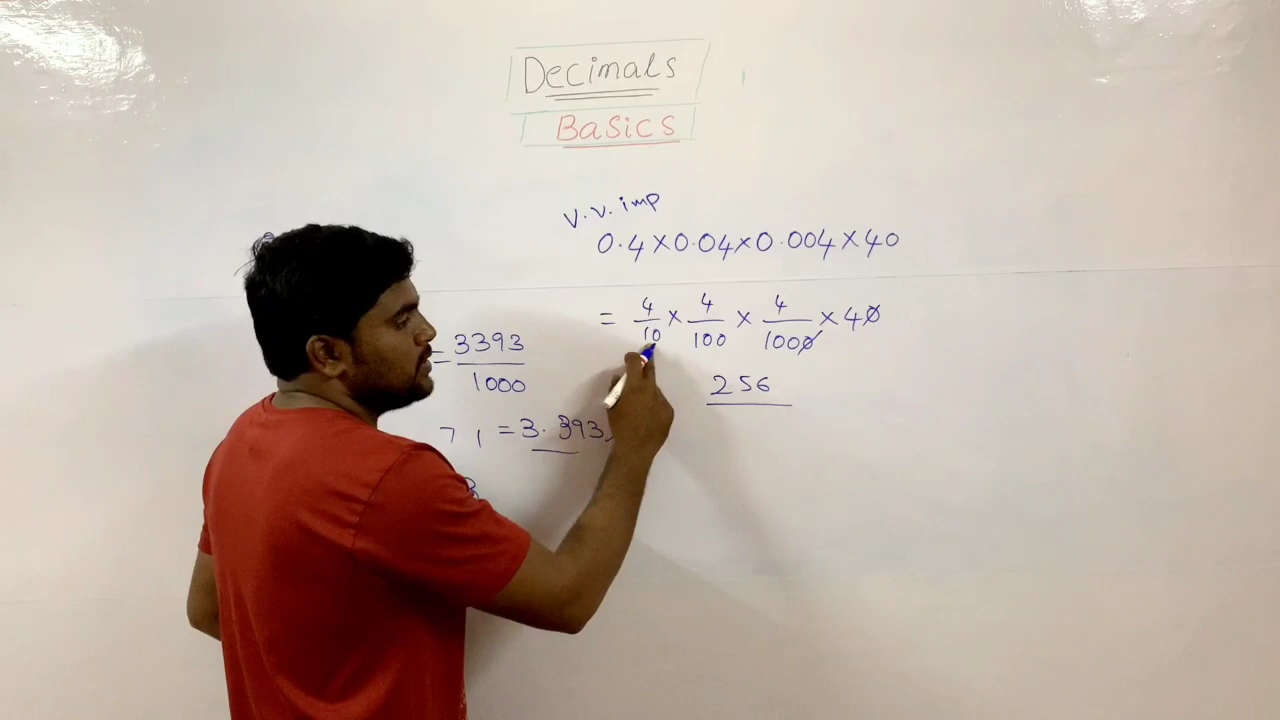 Decimals
Basics
v.v. imp
0.4 × 0.04 × 0.004 × 40
= 4/10 × 4/100 × 4/1000 × 40
256
= 3393/1000
= 3.393